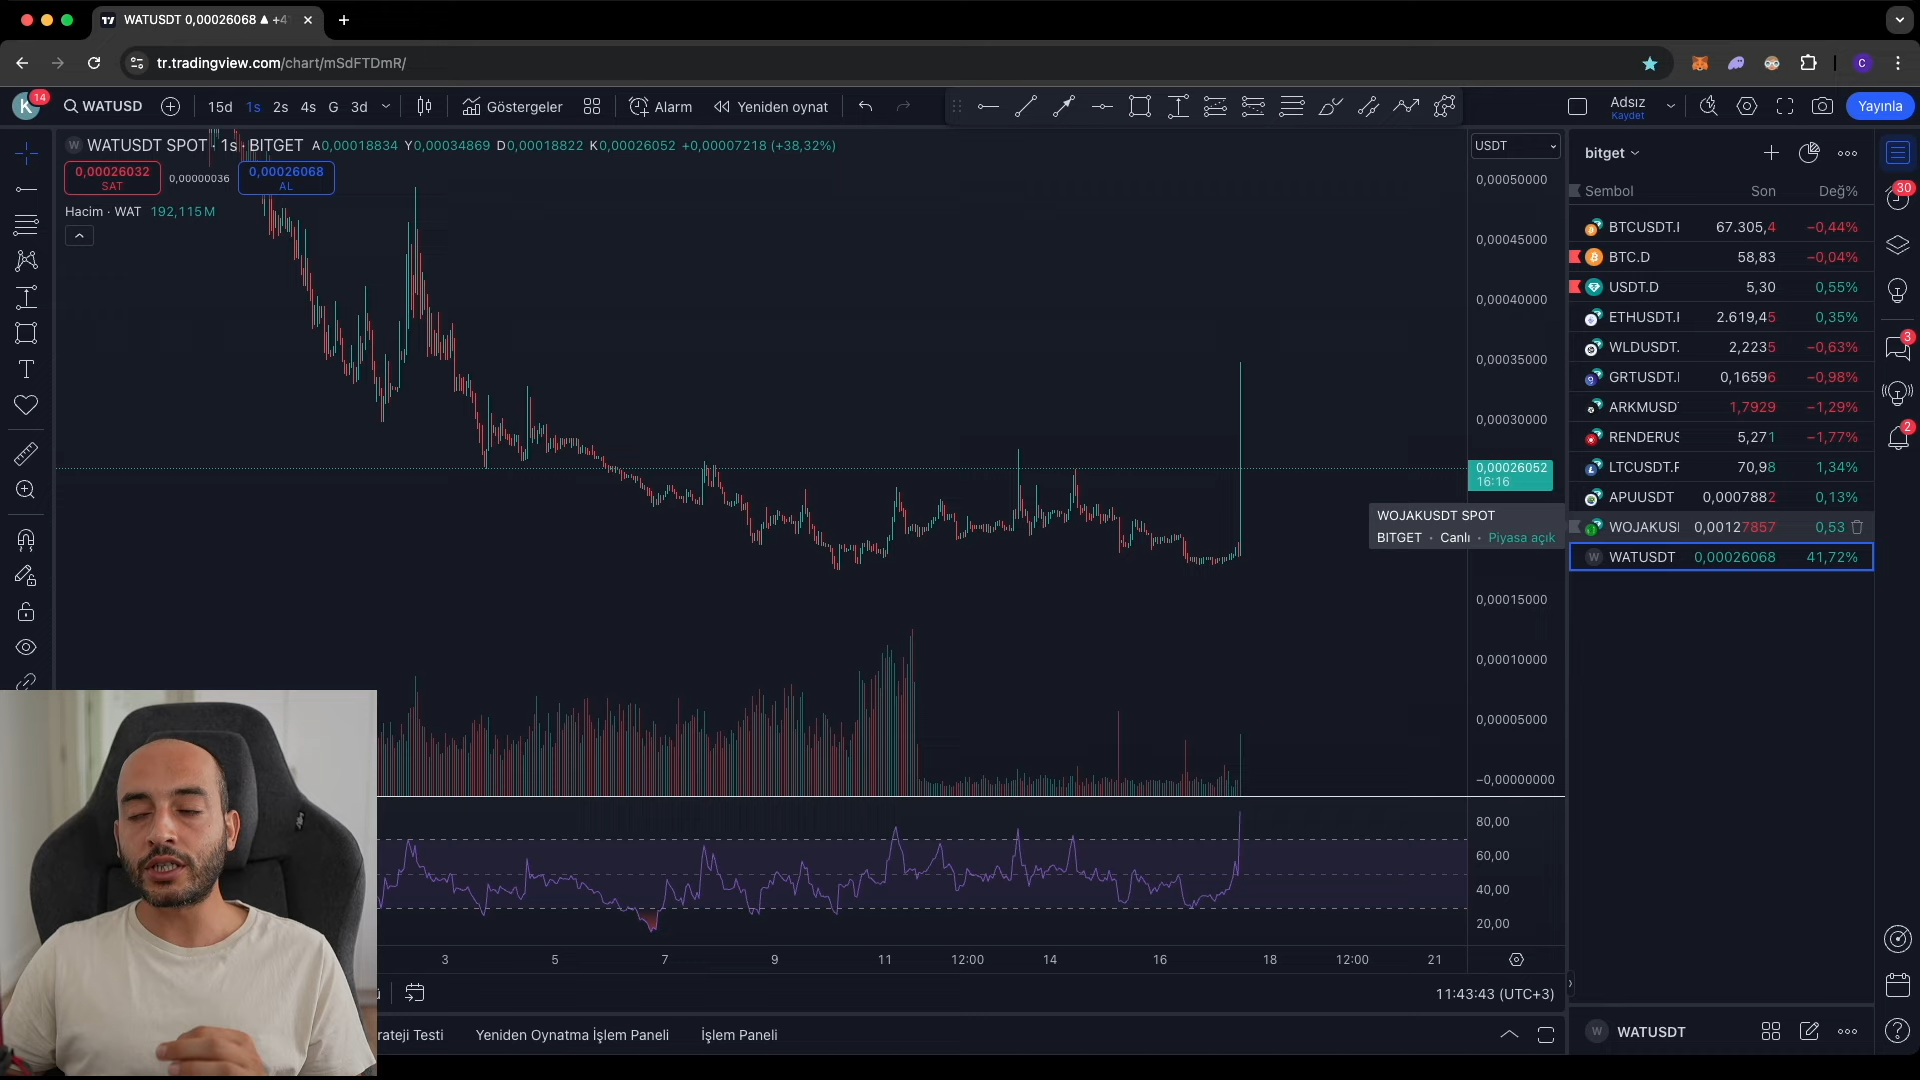 WATUSDT 0,00026068 ▲ +4
tr.tradingview.com/chart/mSdFTDmR/
C
K
14
WATUSD
15d 1s 2s 4s G 3d
Göstergeler
Alarm
Yeniden oynat
Adsız
Kaydet
Yayınla
WATUSDT SPOT · 1s · BITGET A0,00018834 Y0,00034869 D0,00018822 K0,00026052 +0,00007218 (+38,32%)
0,00026032
SAT
0,00000036
0,00026068
AL
Hacim · WAT 192,115M
USDT
0,00050000
0,00045000
0,00040000
0,00035000
0,00030000
0,00026052
16:16
0,00015000
0,00010000
0,00005000
−0,00000000
80,00
60,00
40,00
20,00
WOJAKUSDT SPOT
BITGET · Canlı · Piyasa açık
3 5 7 9 11 12:00 14 16 18 12:00 21
11:43:43 (UTC+3)
rateji Testi
Yeniden Oynatma İşlem Paneli
İşlem Paneli
bitget
Sembol Son Değ%
BTCUSDT.I 67.305,4 −0,44%
BTC.D 58,83 −0,04%
USDT.D 5,30 0,55%
ETHUSDT.I 2.619,45 0,35%
WLDUSDT. 2,2235 −0,63%
GRTUSDT.I 0,16596 −0,98%
ARKMUSD 1,7929 −1,29%
RENDERUS 5,271 −1,77%
LTCUSDT.F 70,98 1,34%
APUUSDT 0,0007882 0,13%
WOJAKUSI 0,00127857 0,53
W WATUSDT 0,00026068 41,72%
W WATUSDT
30
3
2